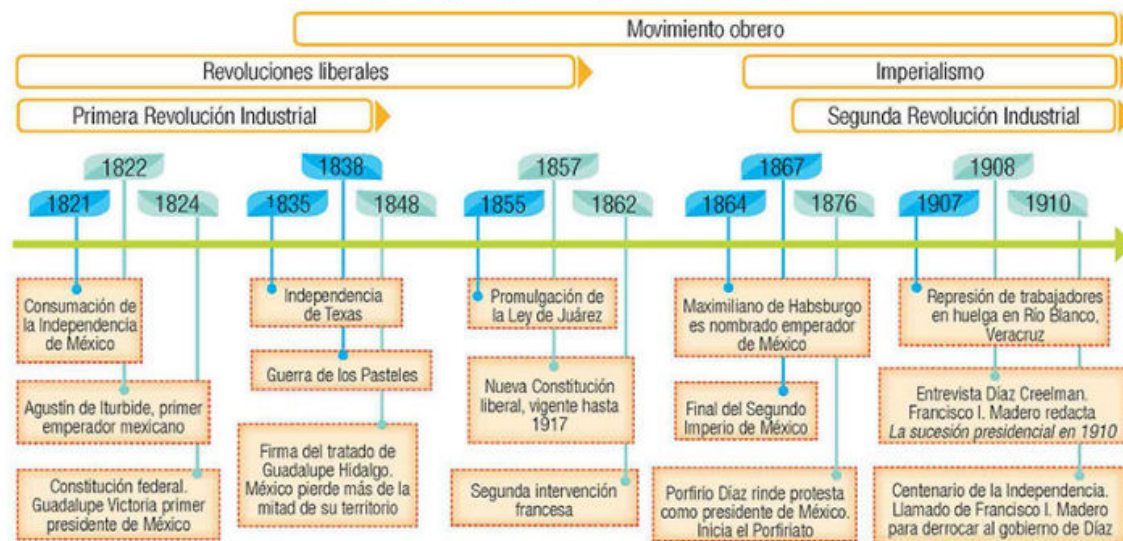 Movimiento obrero
Revoluciones liberales
Imperialismo
Primera Revolución Industrial
Segunda Revolución Industrial
1822
1838
1857
1867
1908
1821
1824
1835
1848
1855
1862
1864
1876
1907
1910
Consumación de
la Independencia
de México
Agustín de Iturbide, primer
emperador mexicano
Constitución federal.
Guadalupe Victoria primer
presidente de México
Independencia
de Texas
Guerra de los Pasteles
Firma del tratado de
Guadalupe Hidalgo.
México pierde más de la
mitad de su territorio
Promulgación de
la Ley de Juárez
Nueva Constitución
liberal, vigente hasta
1917
Segunda intervención
francesa
Maximiliano de Habsburgo
es nombrado emperador
de México
Final del Segundo
Imperio de México
Porfirio Díaz rinde protesta
como presidente de México.
Inicia el Porfiriato
Represión de trabajadores
en huelga en Río Blanco,
Veracruz
Entrevista Díaz Creelman.
Francisco I. Madero redacta
La sucesión presidencial en 1910
Centenario de la Independencia.
Llamado de Francisco I. Madero
para derrocar al gobierno de Díaz